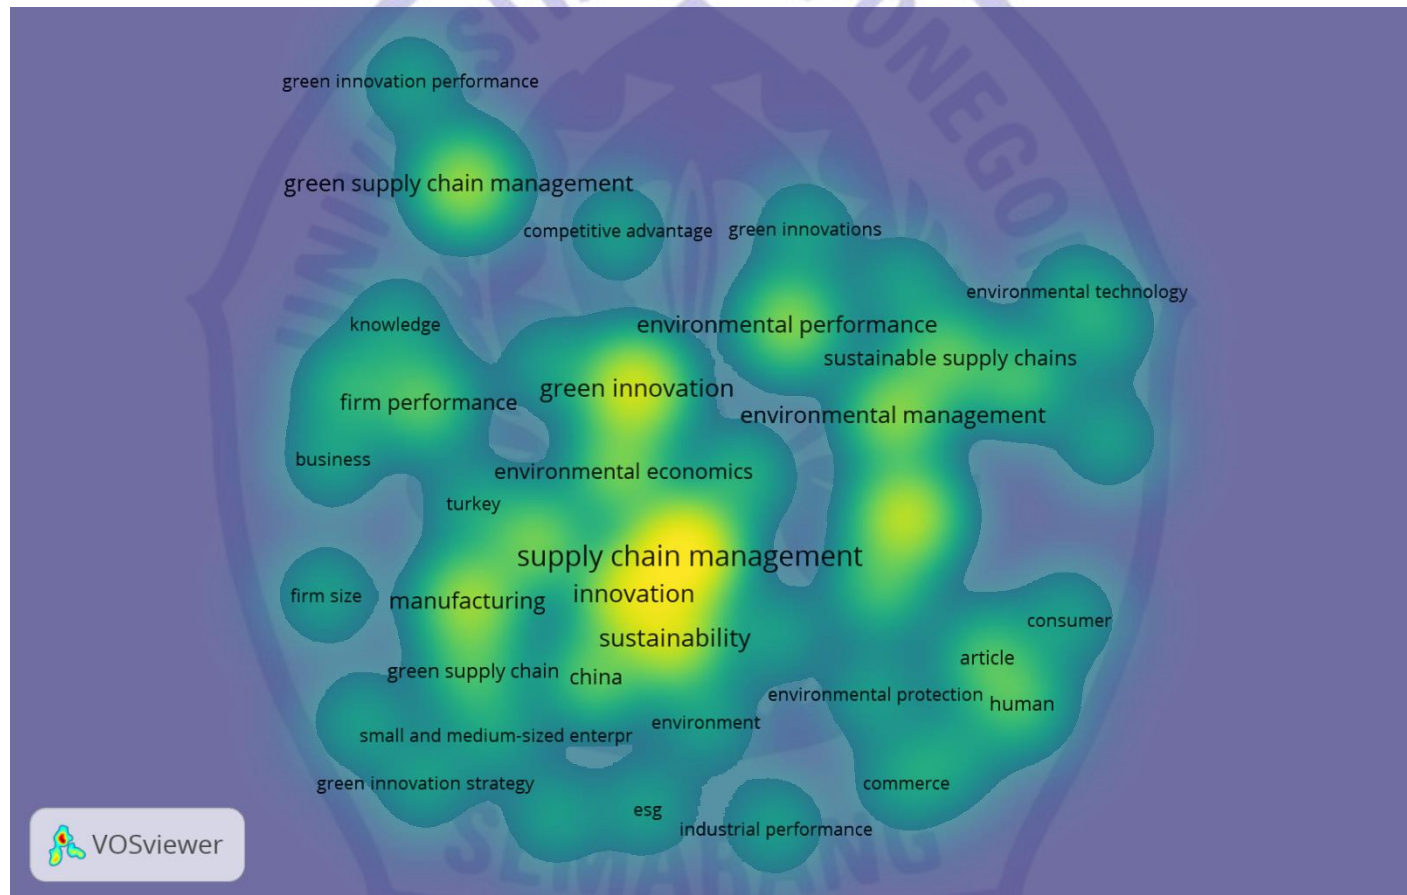 green innovation performance
green supply chain management
competitive advantage
green innovations
environmental technology
knowledge
environmental performance
sustainable supply chains
green innovation
firm performance
environmental management
business
environmental economics
turkey
supply chain management
firm size
manufacturing
innovation
consumer
sustainability
article
green supply chain
china
environmental protection
human
environment
small and medium-sized enterpr
green innovation strategy
commerce
esg
industrial performance
VOSviewer
SEMARANG